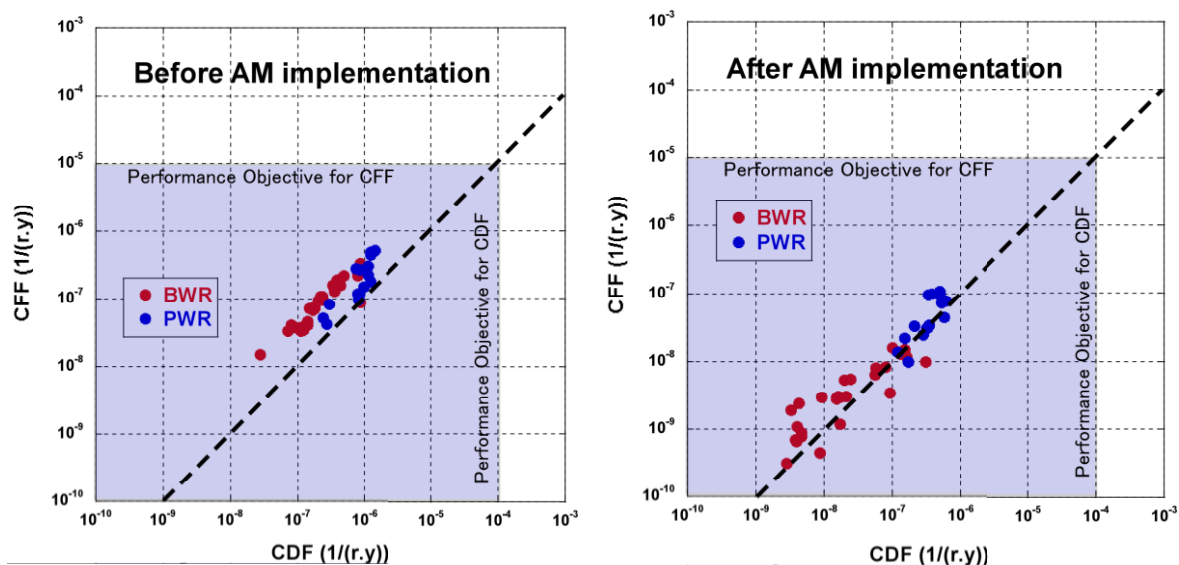 Before AM implementation
10⁻³
10⁻⁴
10⁻⁵
10⁻⁶
10⁻⁷
10⁻⁸
10⁻⁹
10⁻¹⁰
CFF (1/(r.y))
Performance Objective for CFF
Performance Objective for CDF
BWR
PWR
10⁻¹⁰ 10⁻⁹ 10⁻⁸ 10⁻⁷ 10⁻⁶ 10⁻⁵ 10⁻⁴ 10⁻³
CDF (1/(r.y))
After AM implementation
10⁻³
10⁻⁴
10⁻⁵
10⁻⁶
10⁻⁷
10⁻⁸
10⁻⁹
10⁻¹⁰
CFF (1/(r.y))
Performance Objective for CFF
Performance Objective for CDF
BWR
PWR
10⁻¹⁰ 10⁻⁹ 10⁻⁸ 10⁻⁷ 10⁻⁶ 10⁻⁵ 10⁻⁴ 10⁻³
CDF (1/(r.y))